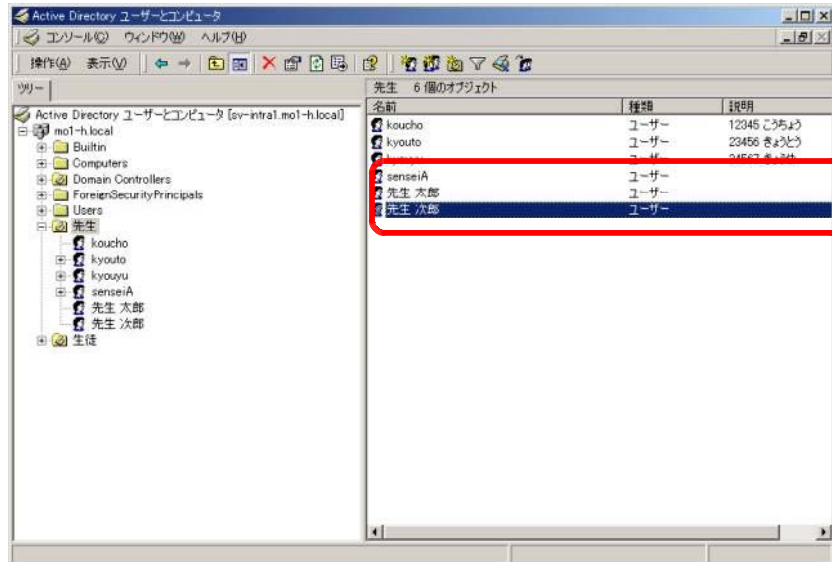 Active Directory ユーザーとコンピュータ
コンソール(C) ウィンドウ(W) ヘルプ(H)
操作(A) 表示(V)
ツリー
先生 6 個のオブジェクト
Active Directory ユーザーとコンピュータ [sv-intra1.mo1-h.local]
mo1-h.local
Builtin
Computers
Domain Controllers
ForeignSecurityPrincipals
Users
先生
koucho
kyouto
kyouyu
senseiA
先生 太郎
先生 次郎
生徒
名前 種類 説明
koucho ユーザー 12345 こうちょう
kyouto ユーザー 23456 きょうとう
senseiA ユーザー
先生 太郎 ユーザー
先生 次郎 ユーザー